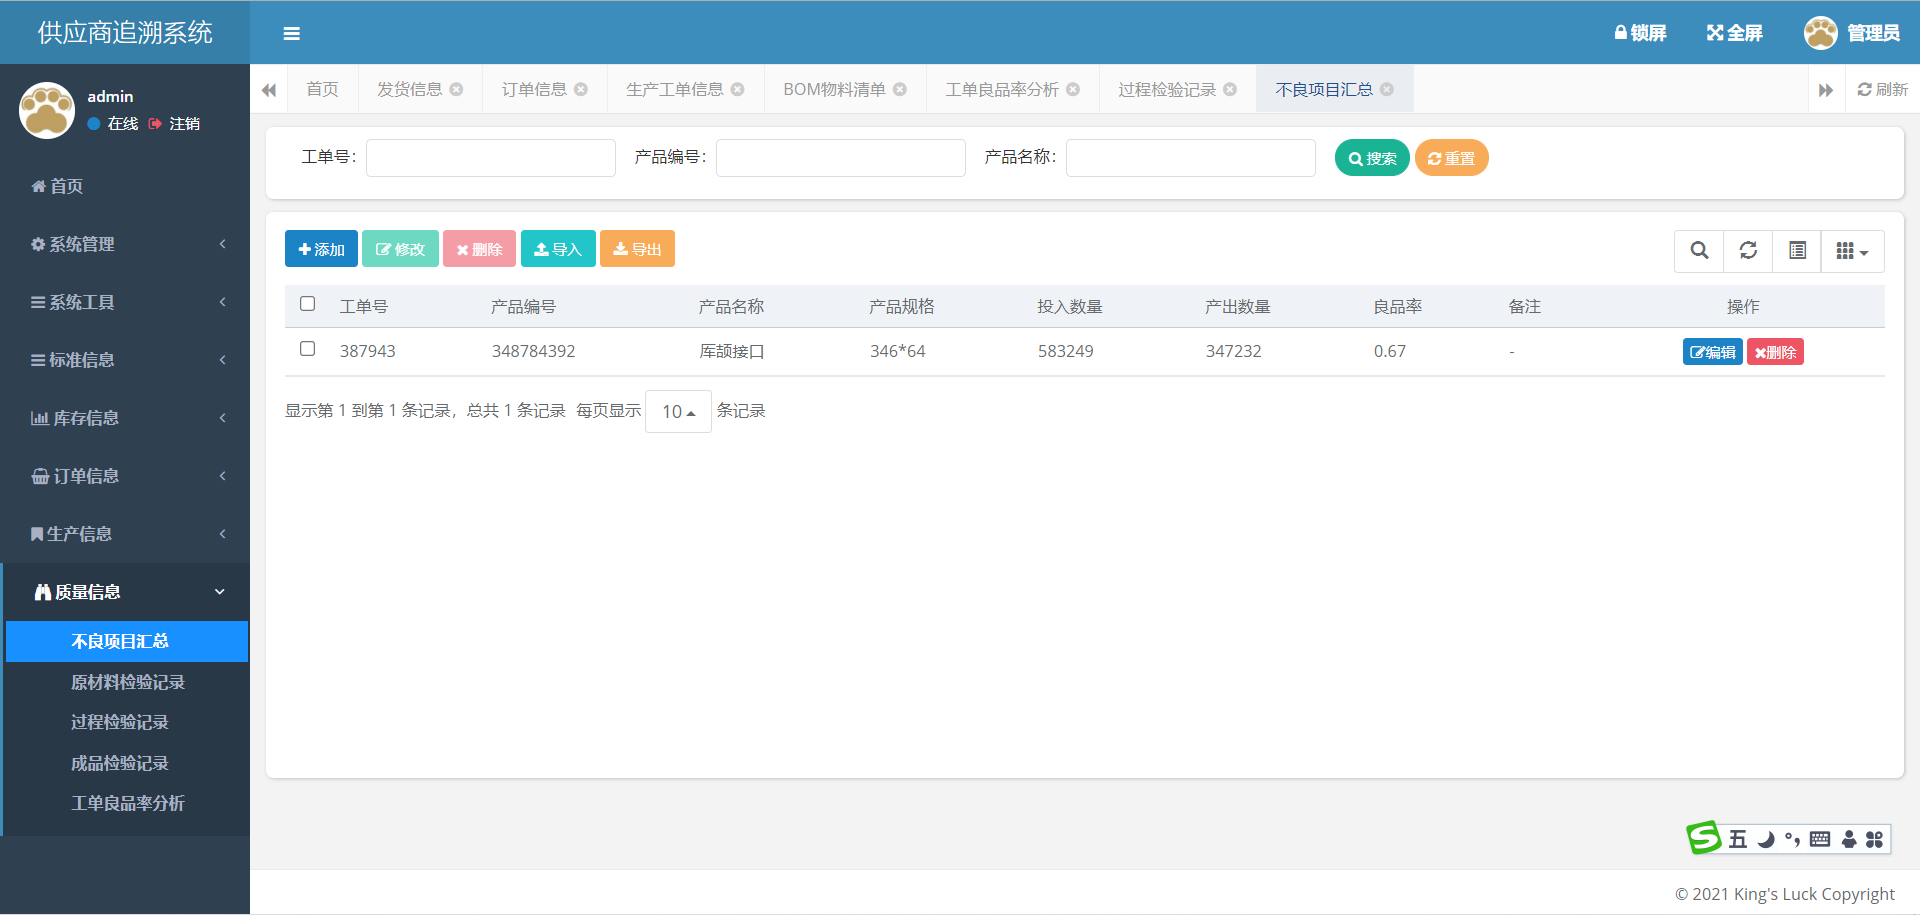 供应商追溯系统
锁屏 全屏 管理员
admin
在线 注销
首页 发货信息 订单信息 生产工单信息 BOM物料清单 工单良品率分析 过程检验记录 不良项目汇总 刷新
首页
系统管理
系统工具
标准信息
库存信息
订单信息
生产信息
质量信息
不良项目汇总
原材料检验记录
过程检验记录
成品检验记录
工单良品率分析
工单号： 产品编号： 产品名称： 搜索 重置
添加 修改 删除 导入 导出
工单号 产品编号 产品名称 产品规格 投入数量 产出数量 良品率 备注 操作
387943 348784392 厍颉接口 346*64 583249 347232 0.67 - 编辑 删除
显示第 1 到第 1 条记录，总共 1 条记录 每页显示 10 条记录
S 五
© 2021 King's Luck Copyright